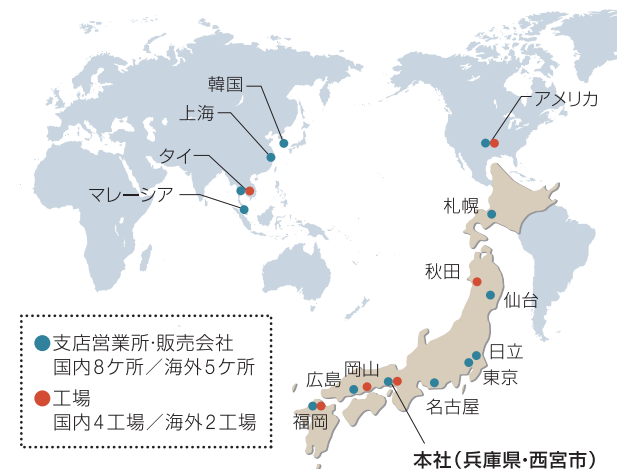 韓国
上海
タイ
マレーシア
アメリカ
札幌
秋田
仙台
日立
東京
名古屋
岡山
広島
福岡
本社（兵庫県・西宮市）
支店営業所・販売会社
国内8ケ所／海外5ケ所
工場
国内4工場／海外2工場